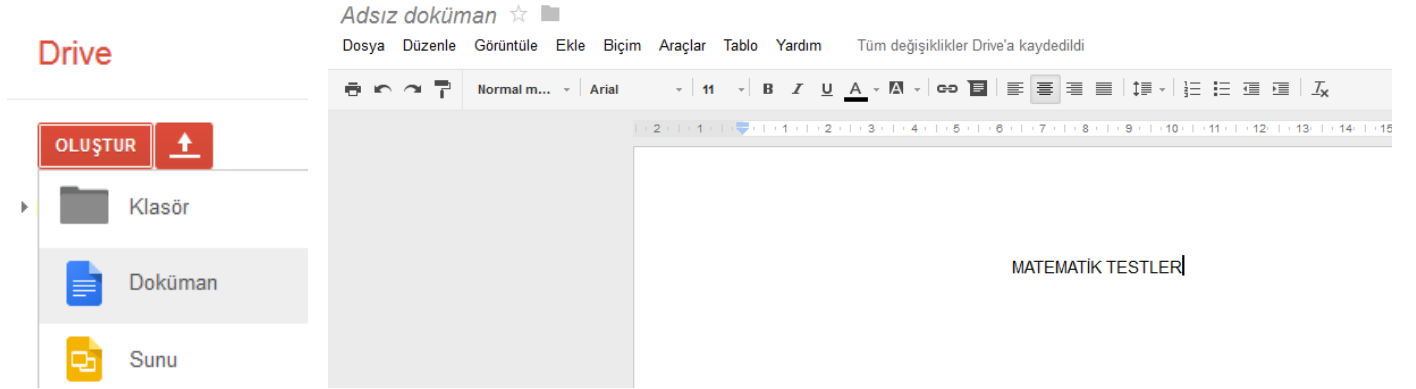 Drive
OLUŞTUR
Klasör
Doküman
Sunu
Adsız doküman
Dosya Düzenle Görüntüle Ekle Biçim Araçlar Tablo Yardım Tüm değişiklikler Drive'a kaydedildi
Normal m... Arial 11 B I U A A
2 1 1 2 3 4 5 6 7 8 9 10 11 12 13 14 15
MATEMATİK TESTLER